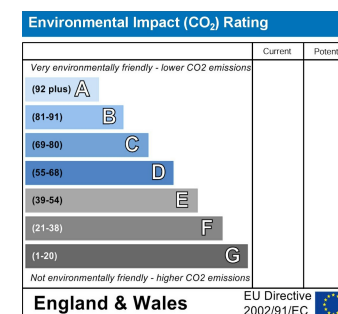 Environmental Impact (CO₂) Rating
Current Potent
Very environmentally friendly - lower CO2 emissions
(92 plus) A
(81-91) B
(69-80) C
(55-68) D
(39-54) E
(21-38) F
(1-20) G
Not environmentally friendly - higher CO2 emissions
England & Wales
EU Directive
2002/91/EC